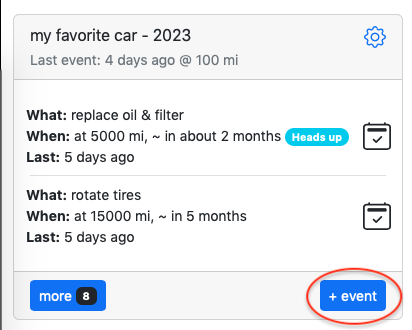 my favorite car - 2023
Last event: 4 days ago @ 100 mi
What: replace oil & filter
When: at 5000 mi, ~ in about 2 months Heads up
Last: 5 days ago
What: rotate tires
When: at 15000 mi, ~ in 5 months
Last: 5 days ago
more 8
+ event